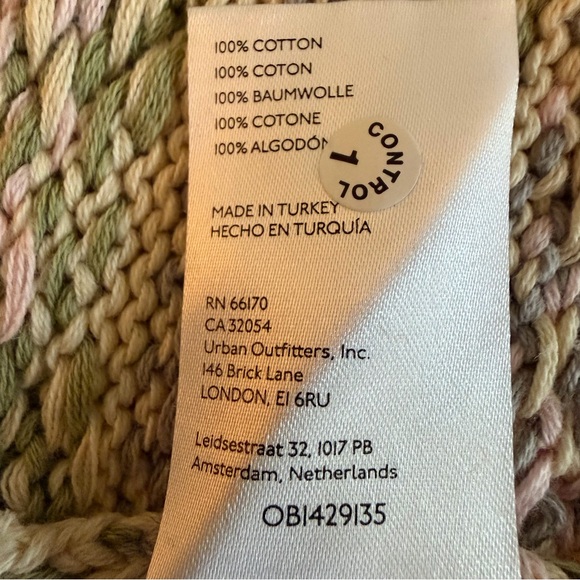 100% COTTON
100% COTON
100% BAUMWOLLE
100% COTONE
100% ALGODÓN
CONTROL
1
MADE IN TURKEY
HECHO EN TURQUÍA
RN 66170
CA 32054
Urban Outfitters, Inc.
146 Brick Lane
LONDON, E1 6RU
Leidsestraat 32, 1017 PB
Amsterdam, Netherlands
OB1429135